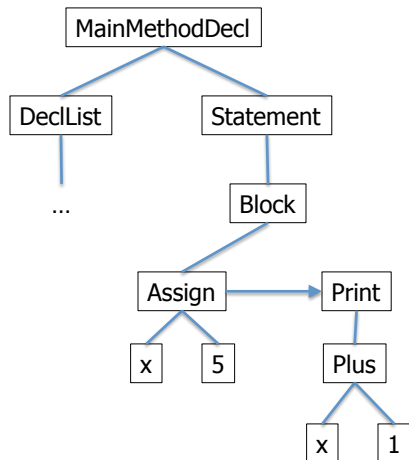 MainMethodDecl
DeclList Statement
... Block
Assign Print
x 5 Plus
x 1